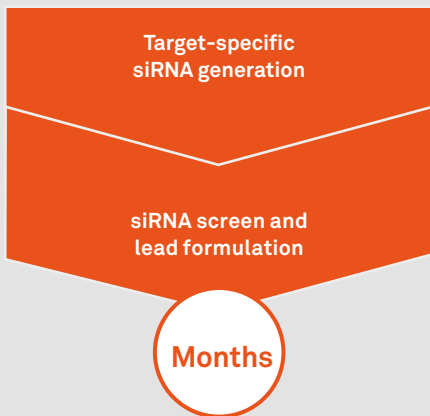 Target-specific
siRNA generation
siRNA screen and
lead formulation
Months